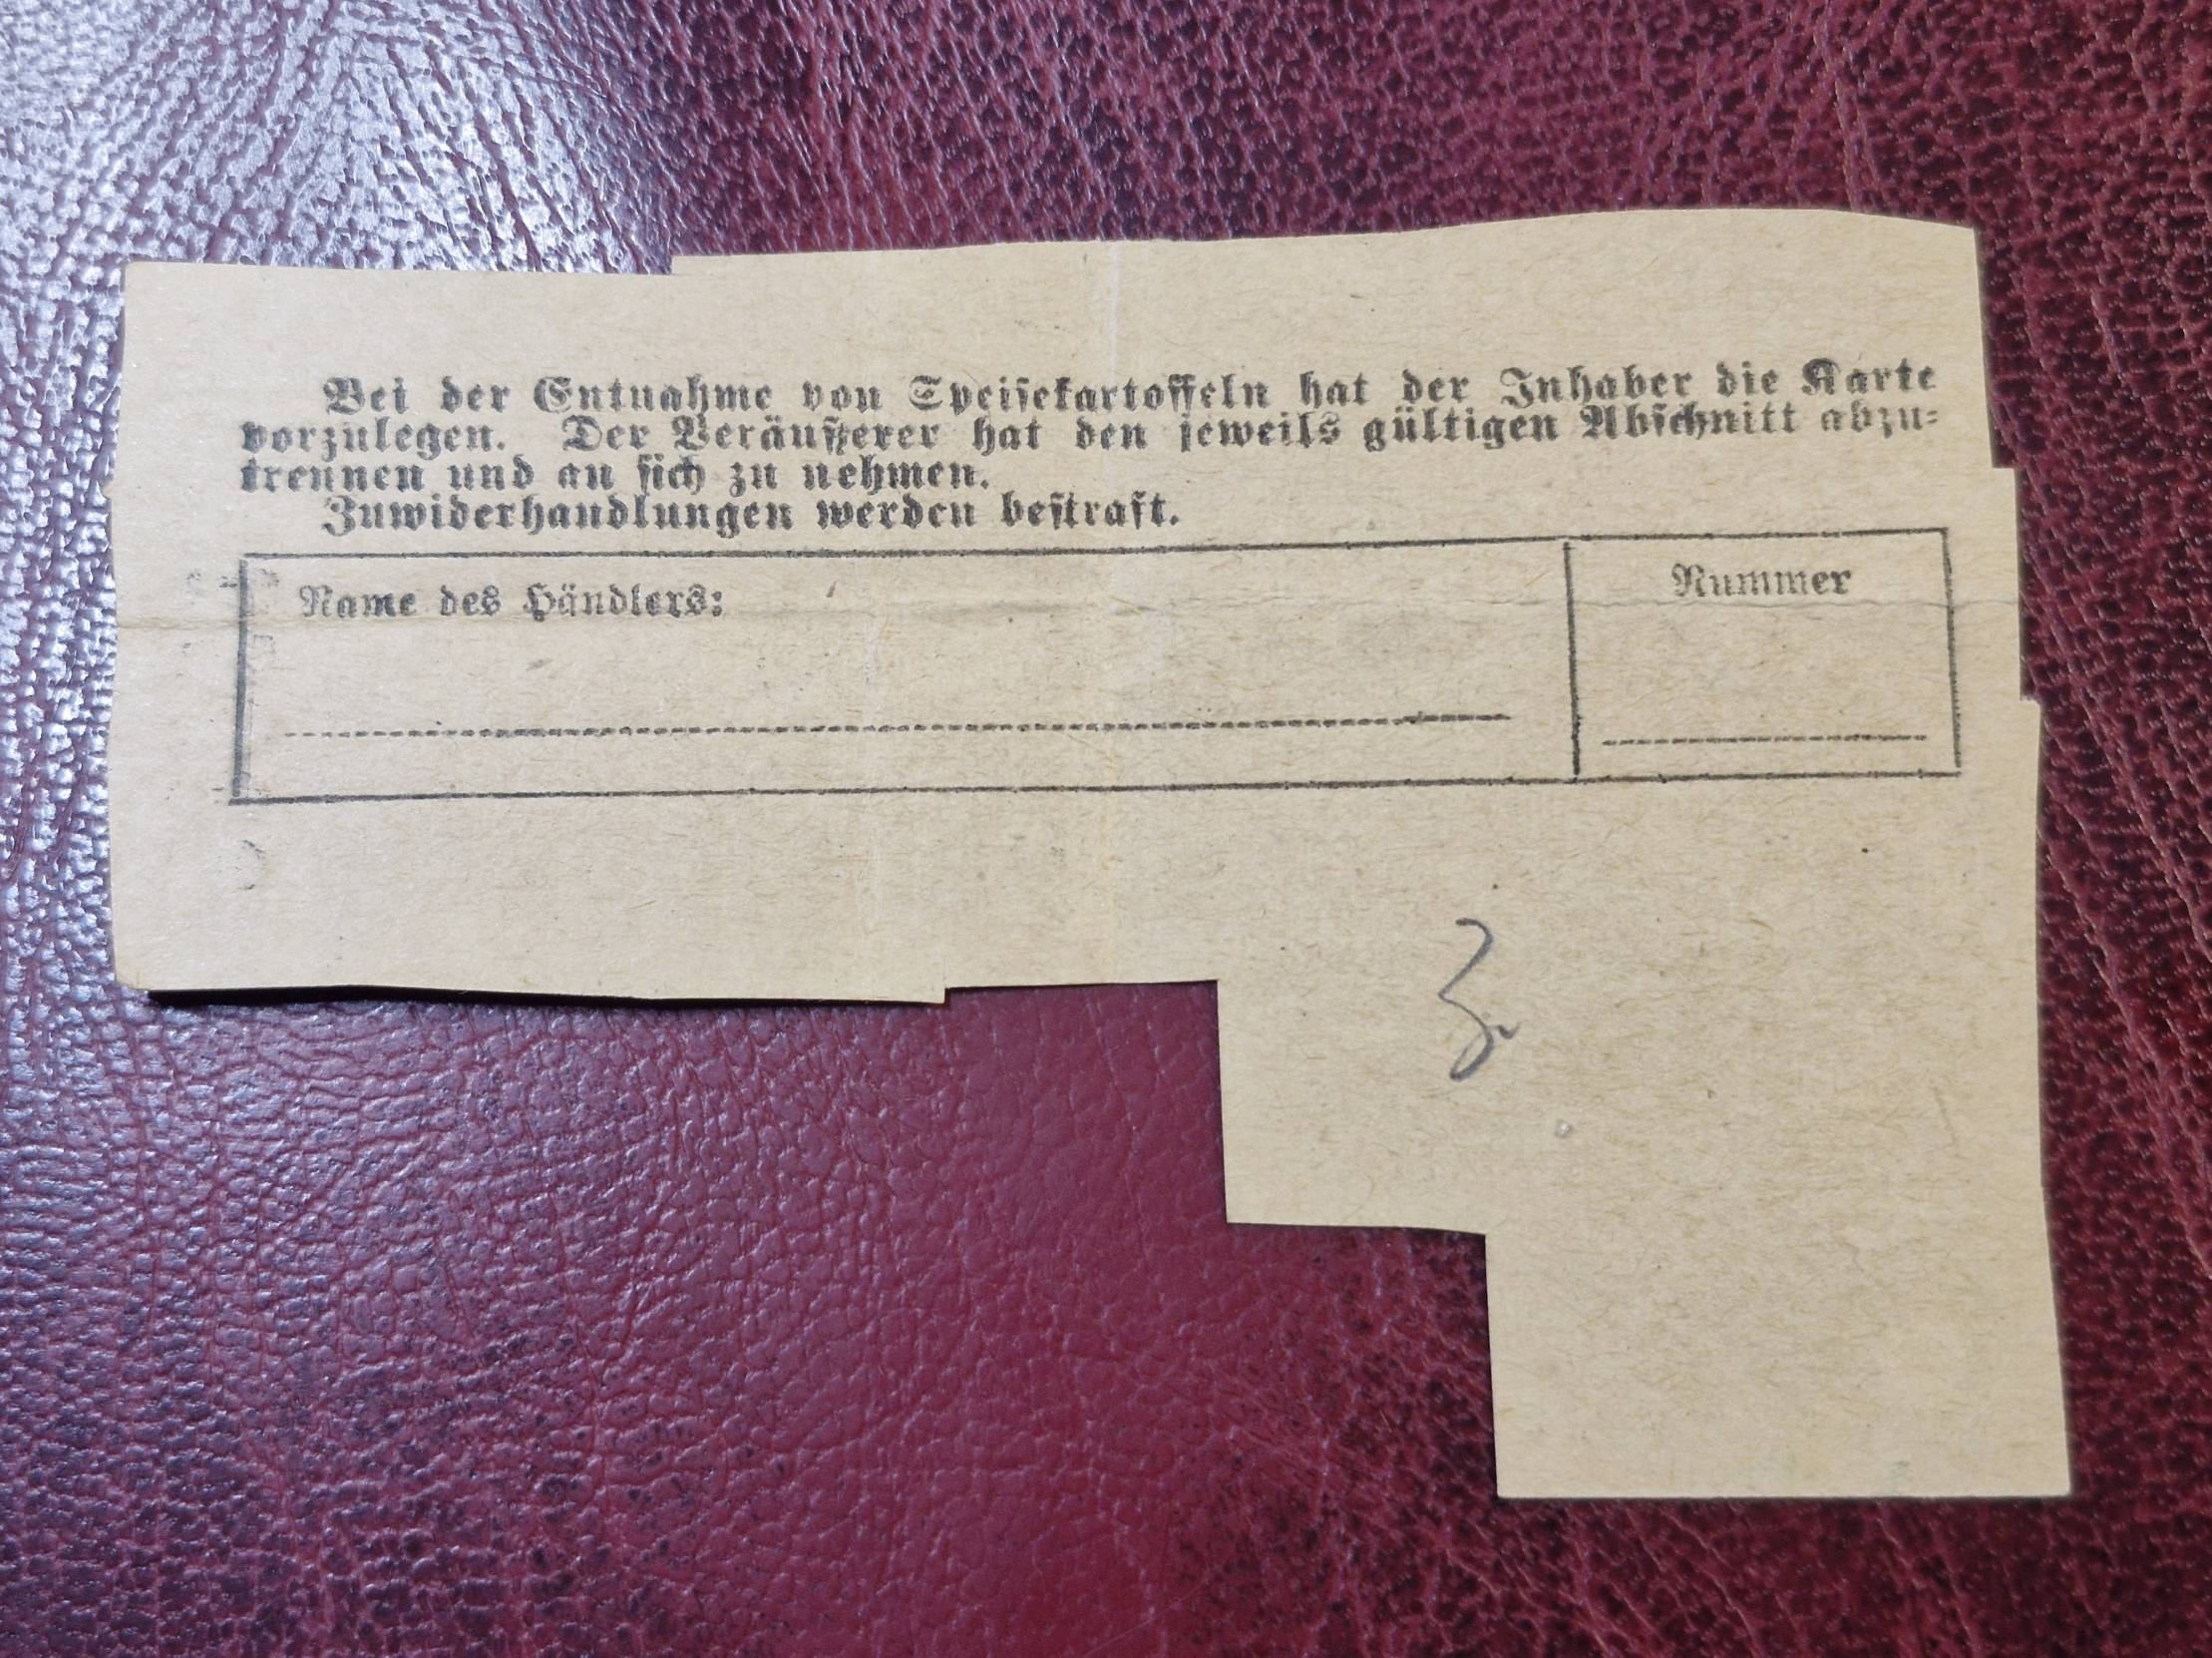 Bei der Entnahme von Speisekartoffeln hat der Inhaber die Karte
vorzulegen. Der Veräußerer hat den jeweils gültigen Abschnitt abzu-
trennen und an sich zu nehmen.
Zuwiderhandlungen werden bestraft.
Name des Händlers:
Nummer